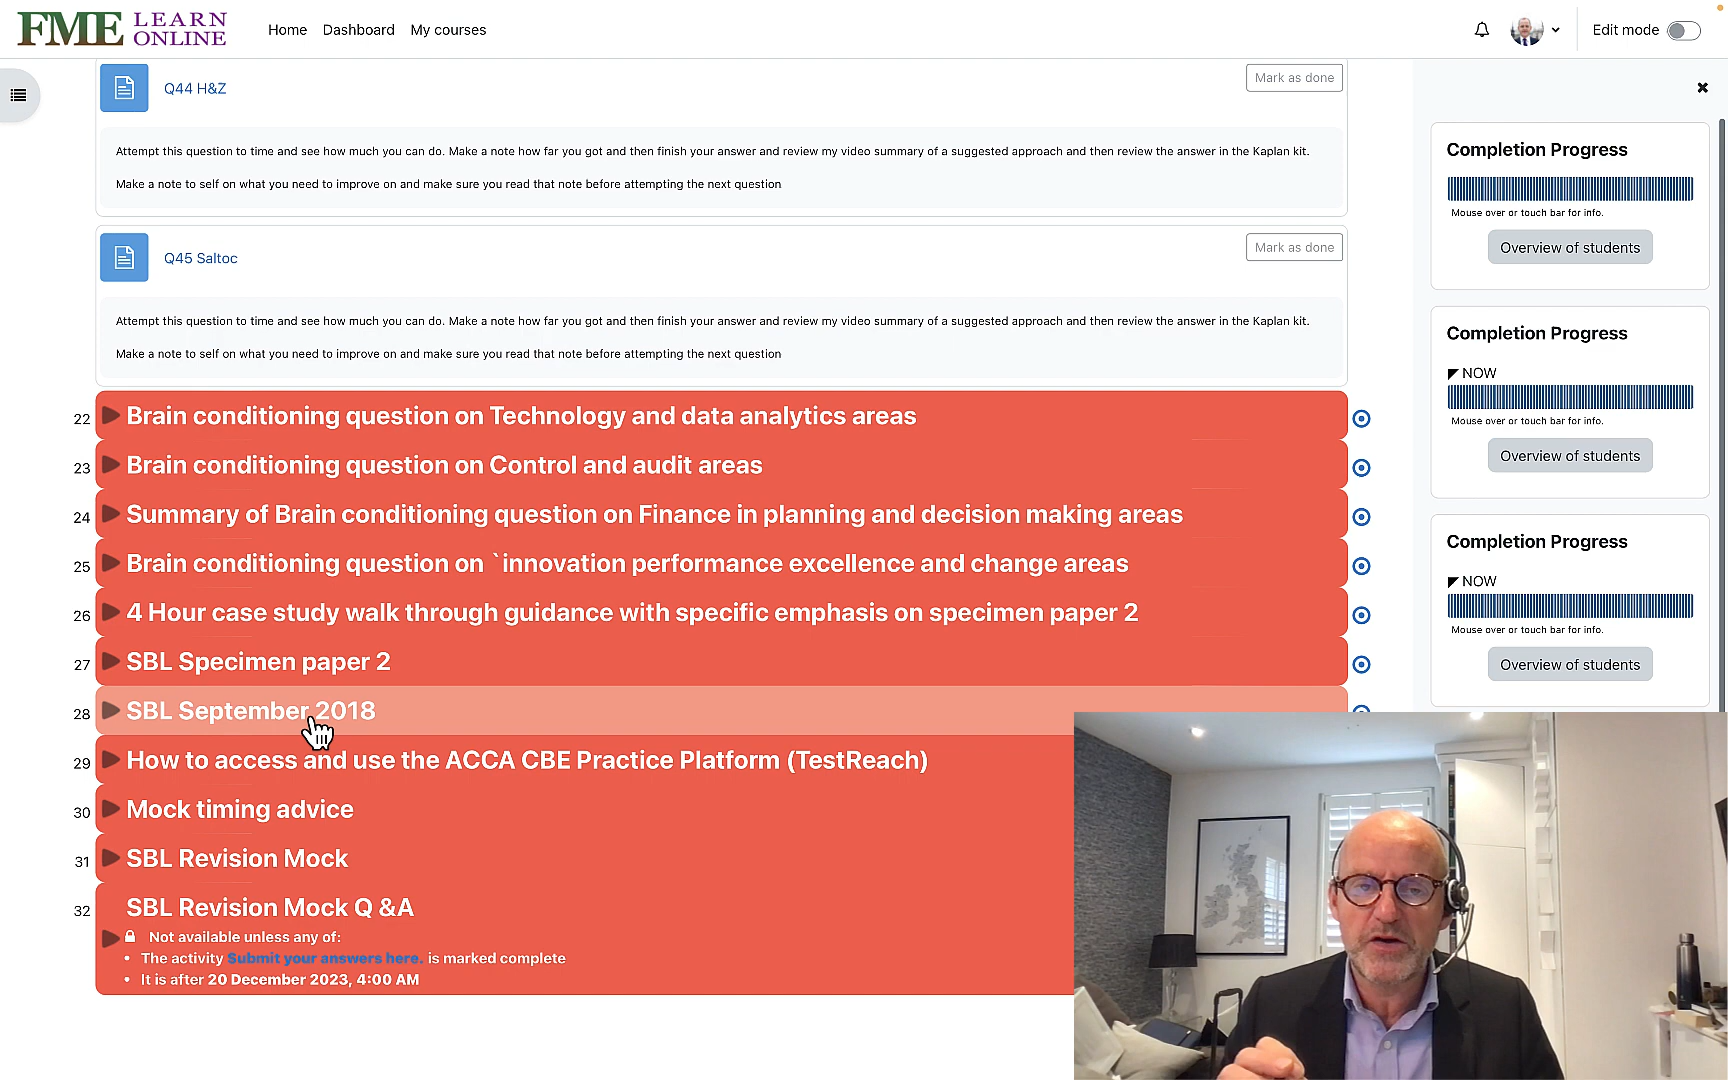 FME LEARN ONLINE
Home Dashboard My courses
Edit mode
Q44 H&Z
Mark as done
Attempt this question to time and see how much you can do. Make a note how far you got and then finish your answer and review my video summary of a suggested approach and then review the answer in the Kaplan kit.
Make a note to self on what you need to improve on and make sure you read that note before attempting the next question
Q45 Saltoc
Mark as done
Attempt this question to time and see how much you can do. Make a note how far you got and then finish your answer and review my video summary of a suggested approach and then review the answer in the Kaplan kit.
Make a note to self on what you need to improve on and make sure you read that note before attempting the next question
22 Brain conditioning question on Technology and data analytics areas
23 Brain conditioning question on Control and audit areas
24 Summary of Brain conditioning question on Finance in planning and decision making areas
25 Brain conditioning question on `innovation performance excellence and change areas
26 4 Hour case study walk through guidance with specific emphasis on specimen paper 2
27 SBL Specimen paper 2
28 SBL September 2018
29 How to access and use the ACCA CBE Practice Platform (TestReach)
30 Mock timing advice
31 SBL Revision Mock
32 SBL Revision Mock Q &A
Not available unless any of:
• The activity Submit your answers here. is marked complete
• It is after 20 December 2023, 4:00 AM
Completion Progress
Mouse over or touch bar for info.
Overview of students
Completion Progress
NOW
Mouse over or touch bar for info.
Overview of students
Completion Progress
NOW
Mouse over or touch bar for info.
Overview of students